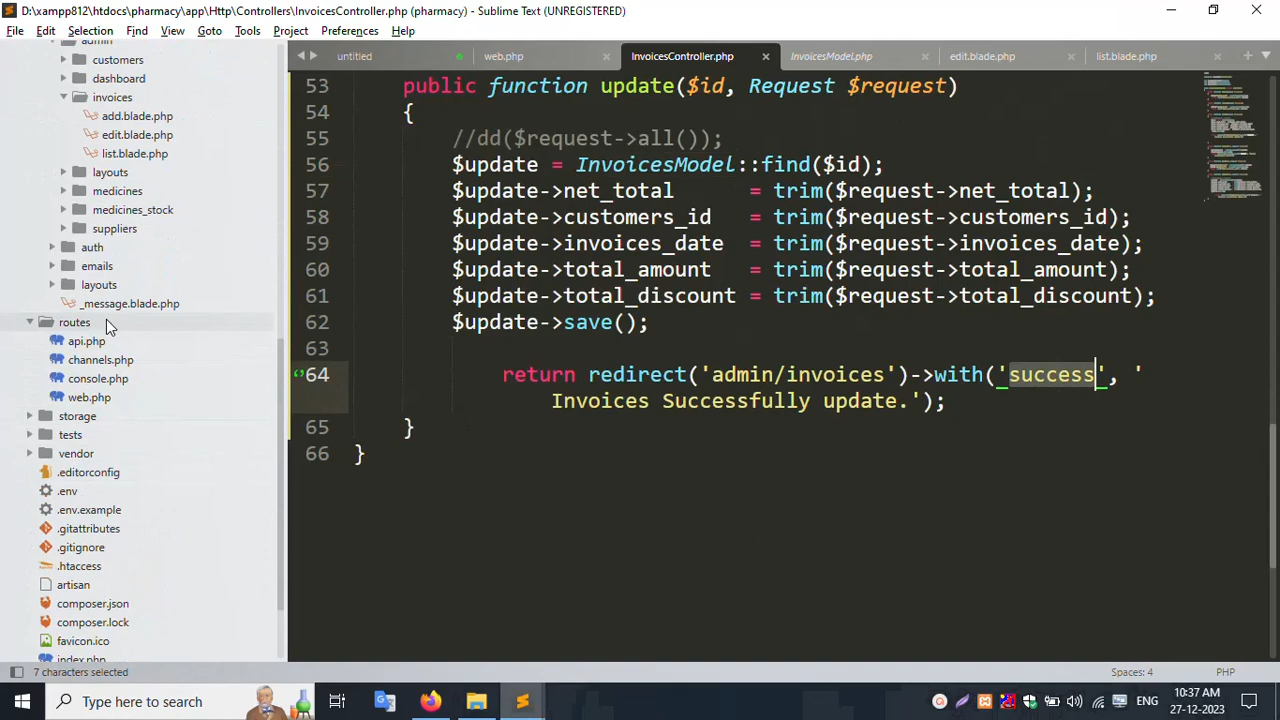 D:\xampp812\htdocs\pharmacy\app\Http\Controllers\InvoicesController.php (pharmacy) - Sublime Text (UNREGISTERED)
File Edit Selection Find View Goto Tools Project Preferences Help
untitled web.php InvoicesController.php InvoicesModel.php edit.blade.php list.blade.php
admin
customers
dashboard
invoices
add.blade.php
edit.blade.php
list.blade.php
layouts
medicines
medicines_stock
suppliers
auth
emails
layouts
_message.blade.php
routes
api.php
channels.php
console.php
web.php
storage
tests
vendor
.editorconfig
.env
.env.example
.gitattributes
.gitignore
.htaccess
artisan
composer.json
composer.lock
favicon.ico
index.php
53 public function update($id, Request $request)
54 {
55 //dd($request->all());
56 $update = InvoicesModel::find($id);
57 $update->net_total = trim($request->net_total);
58 $update->customers_id = trim($request->customers_id);
59 $update->invoices_date = trim($request->invoices_date);
60 $update->total_amount = trim($request->total_amount);
61 $update->total_discount = trim($request->total_discount);
62 $update->save();
63
64 return redirect('admin/invoices')->with('success', '
Invoices Successfully update.');
65 }
66 }
7 characters selected Spaces: 4 PHP
Type here to search ENG 10:37 AM
27-12-2023